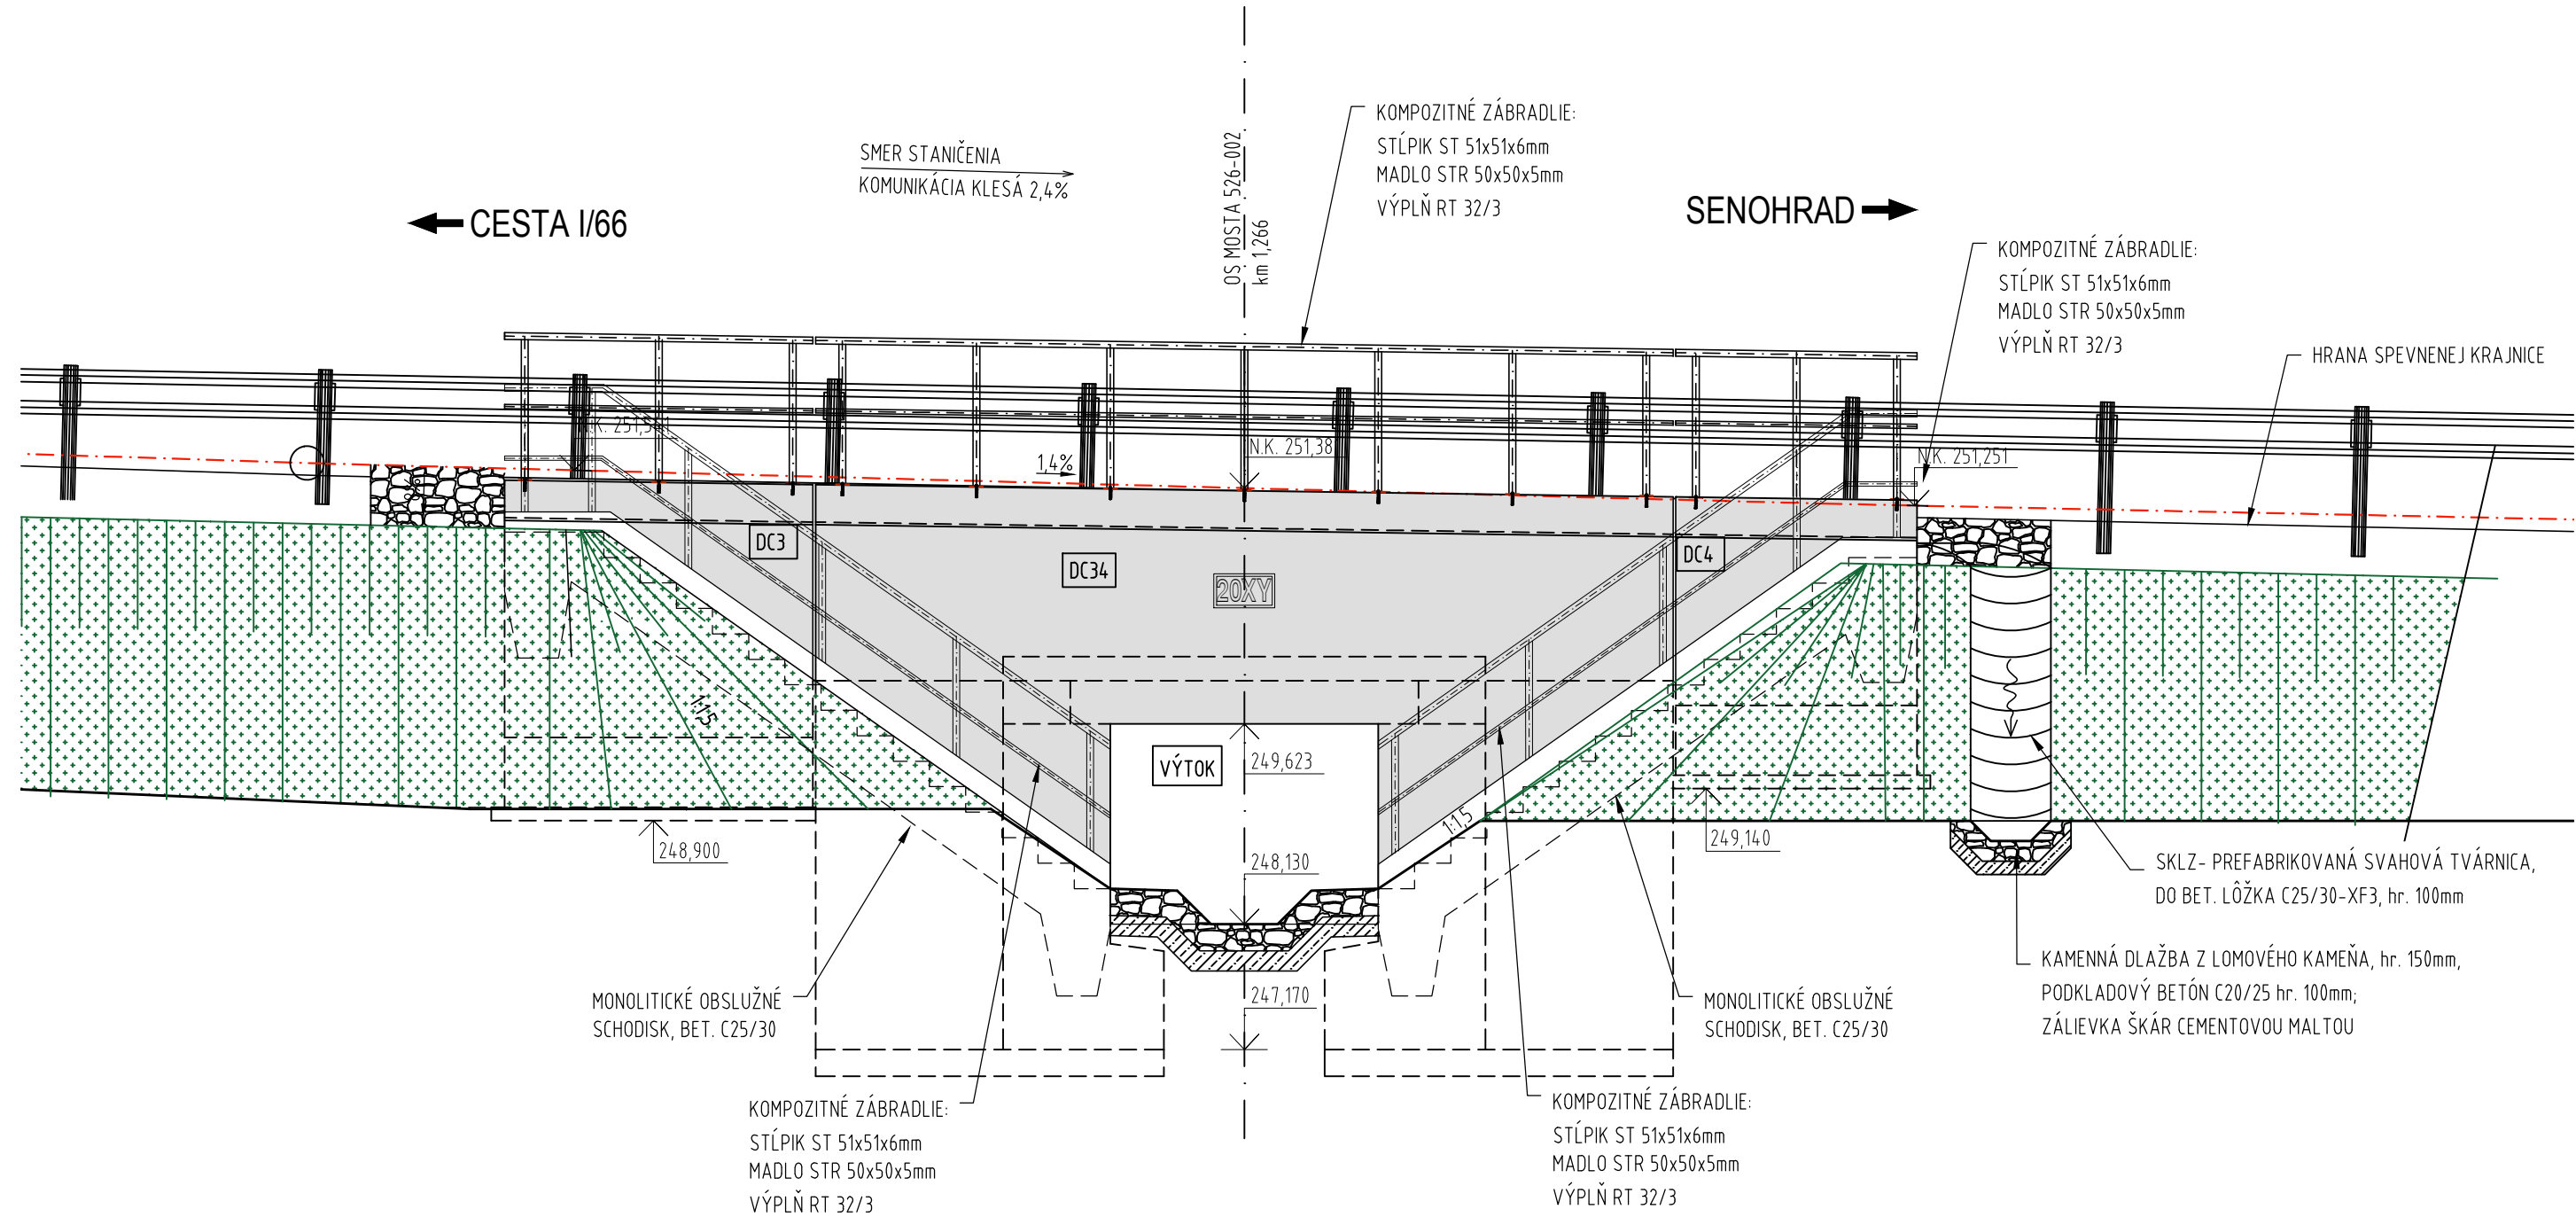 SMER STANIČENIA
KOMUNIKÁCIA KLESÁ 2,4%
CESTA I/66
OS MOSTA 526-002
km 1,266
KOMPOZITNÉ ZÁBRADLIE:
STĹPIK ST 51x51x6mm
MADLO STR 50x50x5mm
VÝPLŇ RT 32/3
SENOHRAD
KOMPOZITNÉ ZÁBRADLIE:
STĹPIK ST 51x51x6mm
MADLO STR 50x50x5mm
VÝPLŇ RT 32/3
HRANA SPEVNENEJ KRAJNICE
N.K. 251,38
1,4%
N.K. 251,251
DC3
DC34
DC4
20XY
1:1,5
VÝTOK
249,623
1:1,5
248,900
248,130
249,140
247,170
SKLZ- PREFABRIKOVANÁ SVAHOVÁ TVÁRNICA,
DO BET. LÔŽKA C25/30-XF3, hr. 100mm
KAMENNÁ DLAŽBA Z LOMOVÉHO KAMEŇA, hr. 150mm,
PODKLADOVÝ BETÓN C20/25 hr. 100mm;
ZÁLIEVKA ŠKÁR CEMENTOVOU MALTOU
MONOLITICKÉ OBSLUŽNÉ
SCHODISK, BET. C25/30
MONOLITICKÉ OBSLUŽNÉ
SCHODISK, BET. C25/30
KOMPOZITNÉ ZÁBRADLIE:
STĹPIK ST 51x51x6mm
MADLO STR 50x50x5mm
VÝPLŇ RT 32/3
KOMPOZITNÉ ZÁBRADLIE:
STĹPIK ST 51x51x6mm
MADLO STR 50x50x5mm
VÝPLŇ RT 32/3